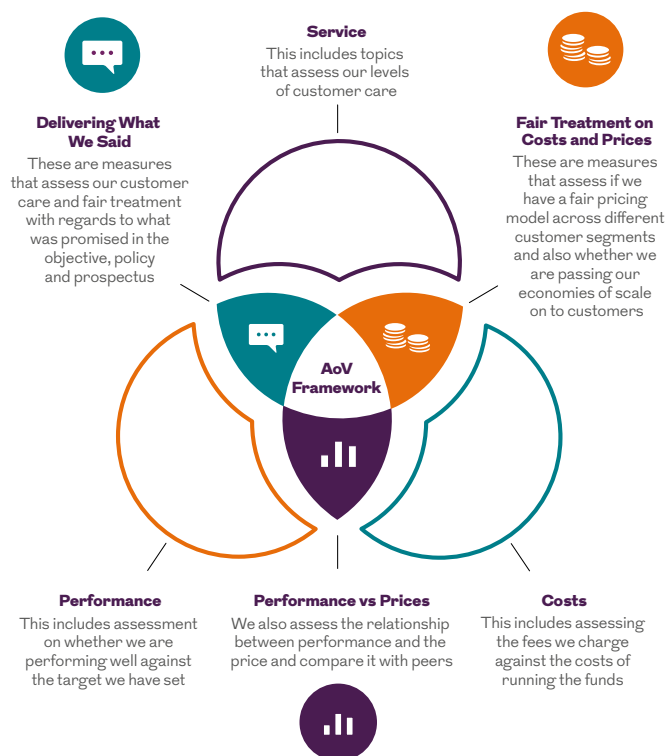 Service
This includes topics
that assess our levels
of customer care
Delivering What
We Said
These are measures
that assess our customer
care and fair treatment
with regards to what
was promised in the
objective, policy
and prospectus
Fair Treatment on
Costs and Prices
These are measures
that assess if we
have a fair pricing
model across different
customer segments
and also whether we
are passing our
economies of scale
on to customers
AoV
Framework
Performance
This includes assessment
on whether we are
performing well against
the target we have set
Performance vs Prices
We also assess the relationship
between performance and the
price and compare it with peers
Costs
This includes assessing
the fees we charge
against the costs of
running the funds